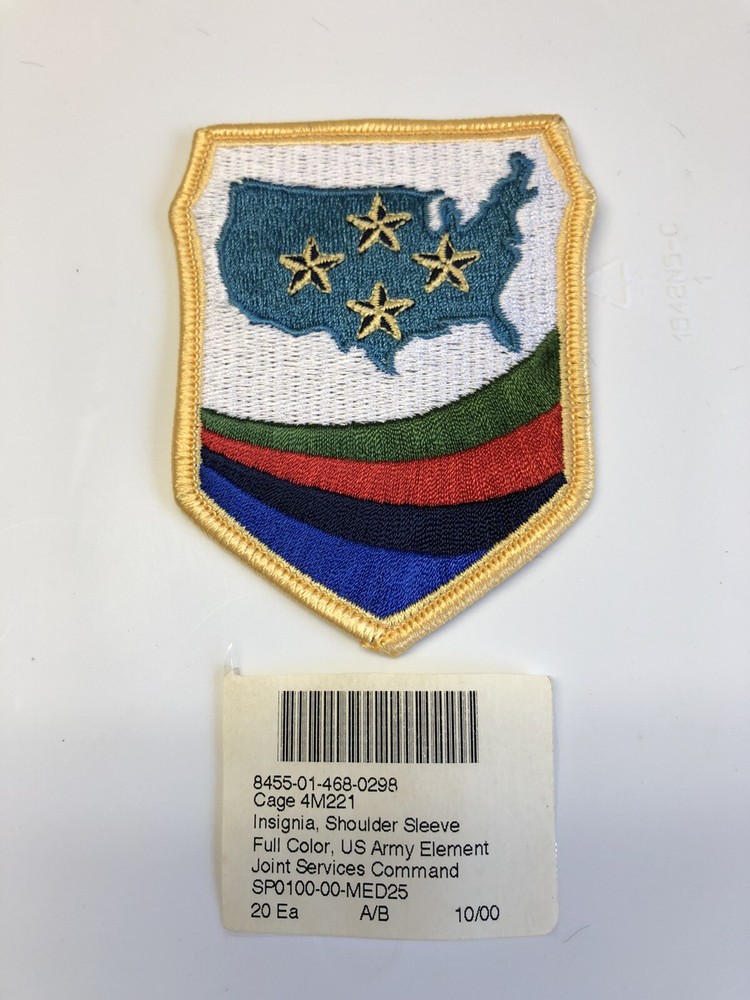 8455-01-468-0298
Cage 4M221
Insignia, Shoulder Sleeve
Full Color, US Army Element
Joint Services Command
SP0100-00-MED25
20 Ea A/B 10/00